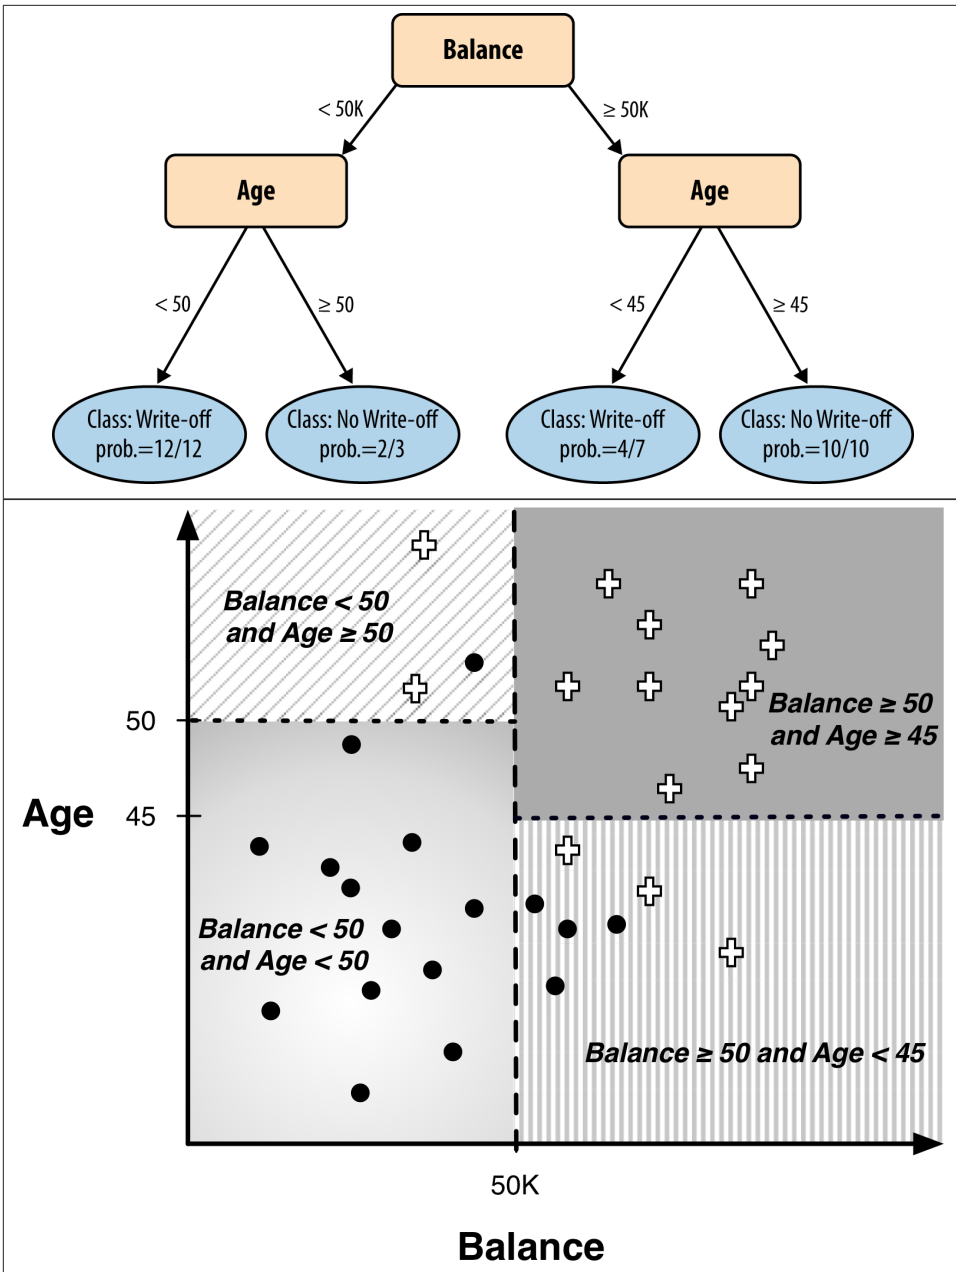 Balance
< 50K
≥ 50K
Age
Age
< 50
≥ 50
< 45
≥ 45
Class: Write-off
prob.=12/12
Class: No Write-off
prob.=2/3
Class: Write-off
prob.=4/7
Class: No Write-off
prob.=10/10
Balance < 50
and Age ≥ 50
Balance ≥ 50
and Age ≥ 45
50
Age
45
Balance < 50
and Age < 50
Balance ≥ 50 and Age < 45
50K
Balance